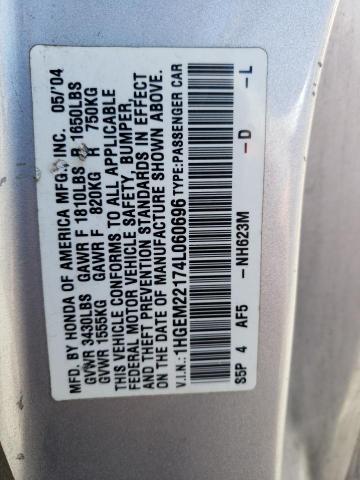 MFD. BY HONDA OF AMERICA MFG., INC. 05/'04
GVWR 3430LBS GAWR F 1810LBS R 1650LBS
GVWR 1555KG GAWR F 820KG R 750KG
THIS VEHICLE CONFORMS TO ALL APPLICABLE
FEDERAL MOTOR VEHICLE SAFETY, BUMPER,
AND THEFT PREVENTION STANDARDS IN EFFECT
ON THE DATE OF MANUFACTURE SHOWN ABOVE.
V.I.N.: 1HGEM22174L060696 TYPE: PASSENGER CAR
S5P 4 AF5 -NH623M -D -L